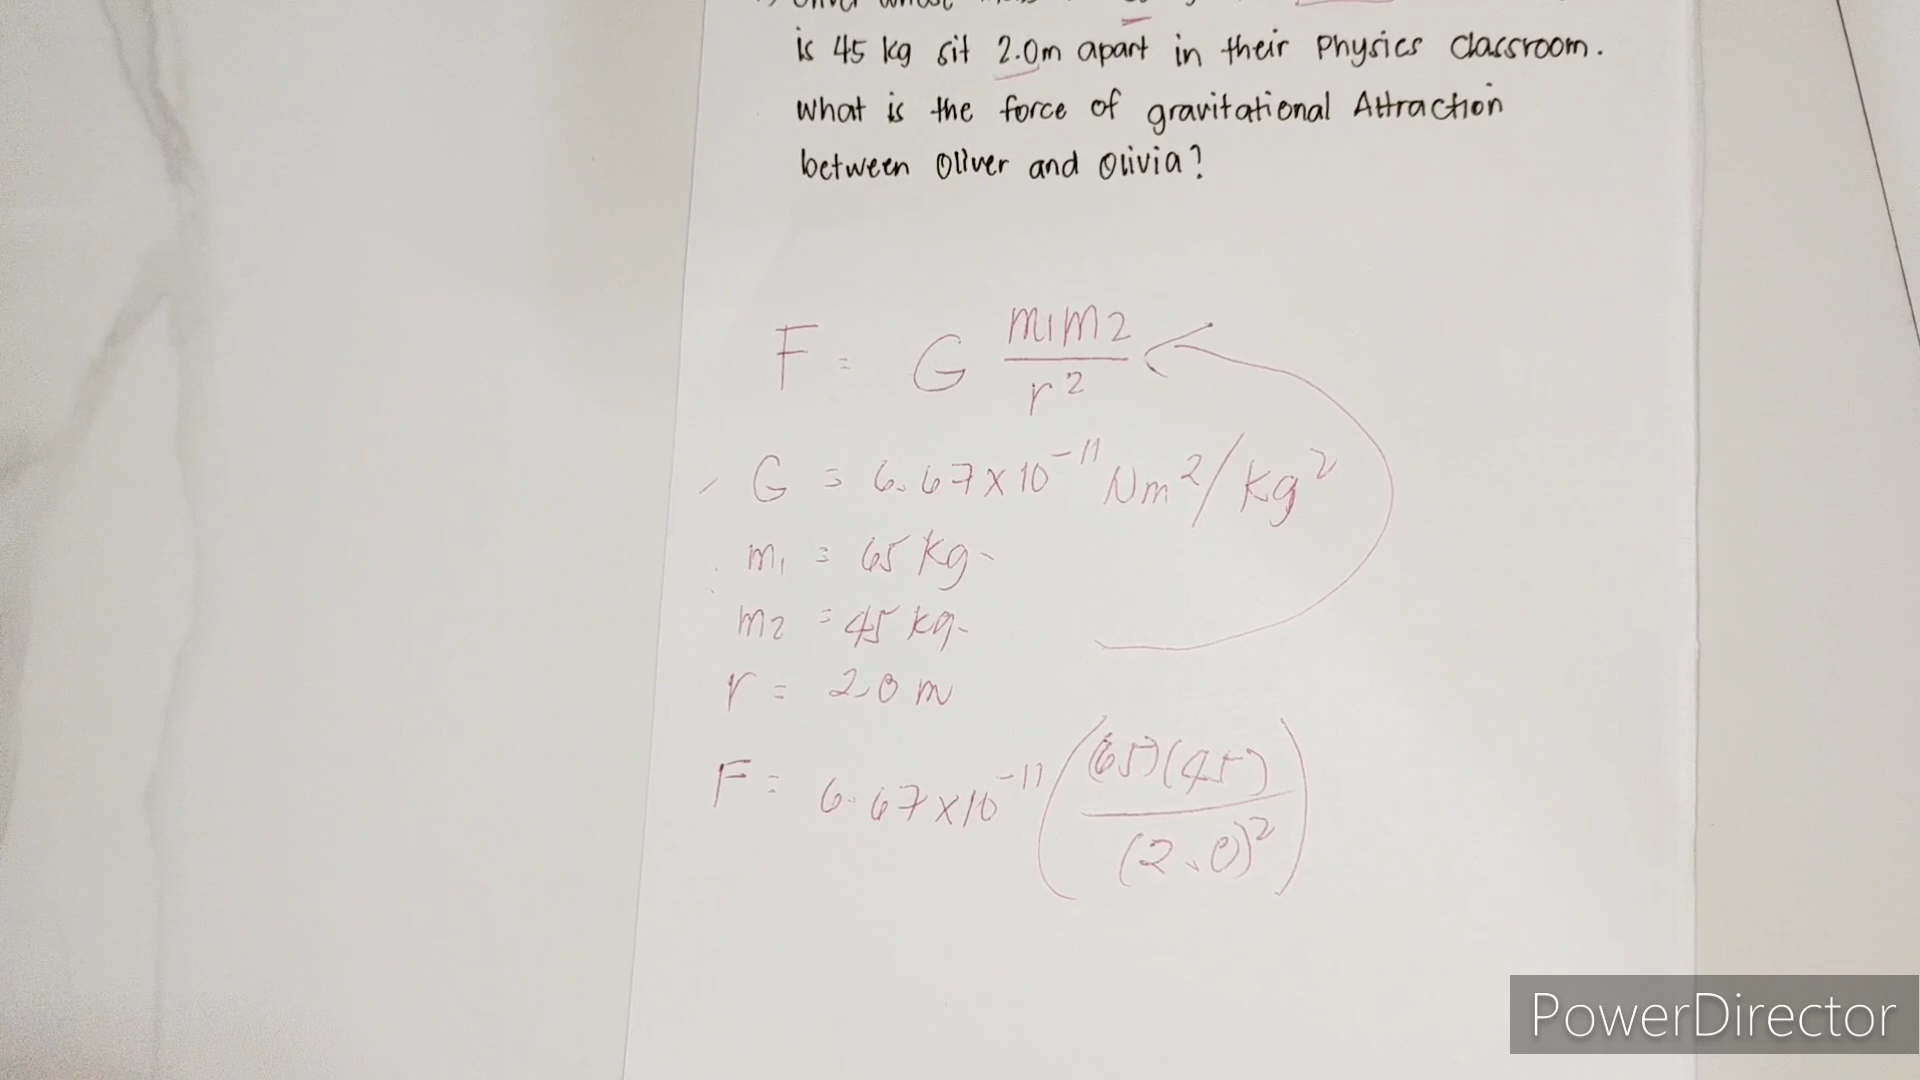 is 45 kg sit 2.0m apart in their Physics Classroom.
What is the force of gravitational Attraction
between Oliver and Olivia?
F = G m1m2 / r²
G = 6.67x10⁻¹¹ Nm²/kg²
m₁ = 65 kg
m₂ = 45 kg
r = 2.0 m
F = 6.67x10⁻¹¹ ((65)(45) / (2.0)²)
PowerDirector